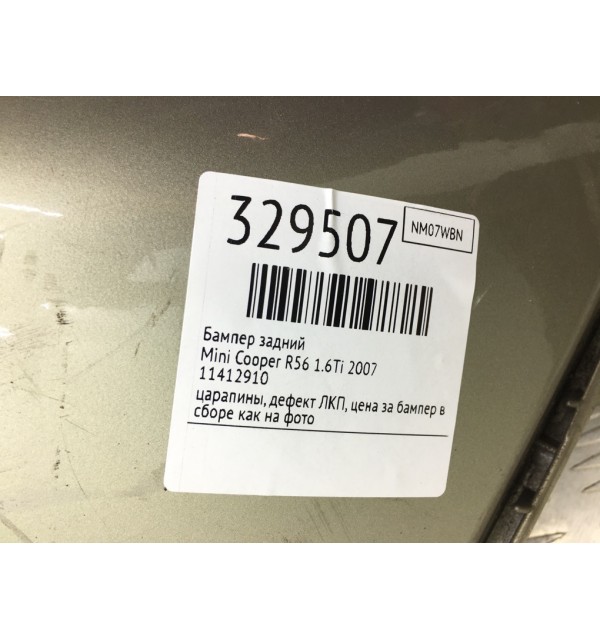 329507
NM07WBN
Бампер задний
Mini Cooper R56 1.6Ti 2007
11412910
царапины, дефект ЛКП, цена за бампер в
сборе как на фото